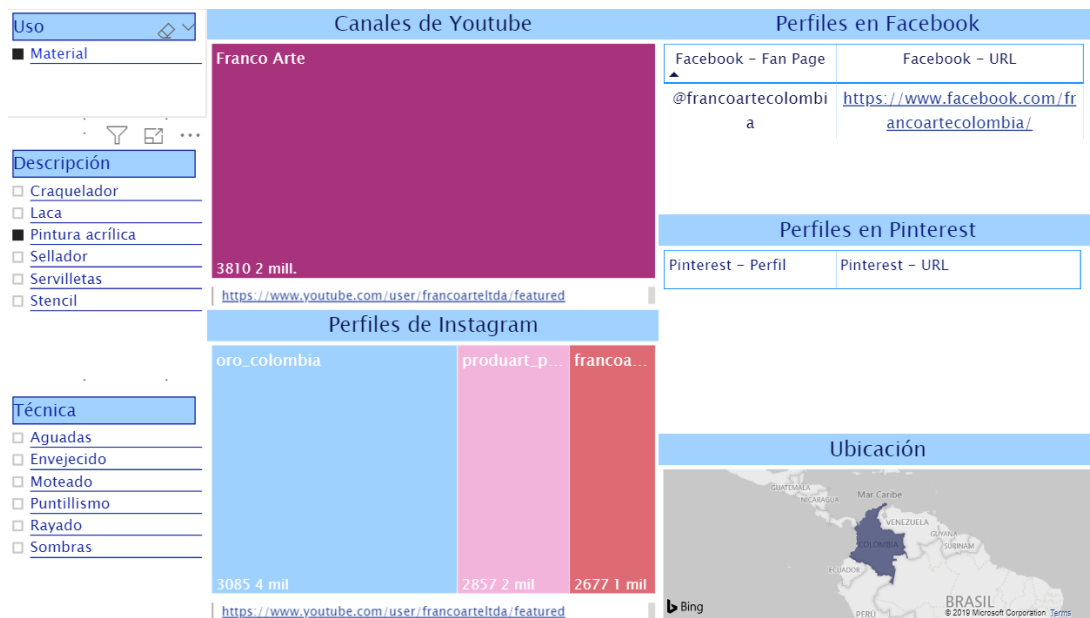 Uso
Material
Descripción
Craquelador
Laca
Pintura acrílica
Sellador
Servilletas
Stencil
Técnica
Aguadas
Envejecido
Moteado
Puntillismo
Rayado
Sombras
Canales de Youtube
Franco Arte
3810 2 mill.
https://www.youtube.com/user/francoarteltda/featured
Perfiles de Instagram
oro_colombia
produart_p...
francoa...
3085 4 mil
2857 2 mil
2677 1 mil
https://www.youtube.com/user/francoarteltda/featured
Perfiles en Facebook
Facebook - Fan Page
Facebook - URL
@francoartecolombi
a
https://www.facebook.com/fr
ancoartecolombia/
Perfiles en Pinterest
Pinterest - Perfil
Pinterest - URL
Ubicación
GUATEMALA
NICARAGUA
Mar Caribe
VENEZUELA
GUYANA
SURINAM
COLOMBIA
ECUADOR
PERÚ
BRASIL
Bing
© 2019 Microsoft Corporation Terms